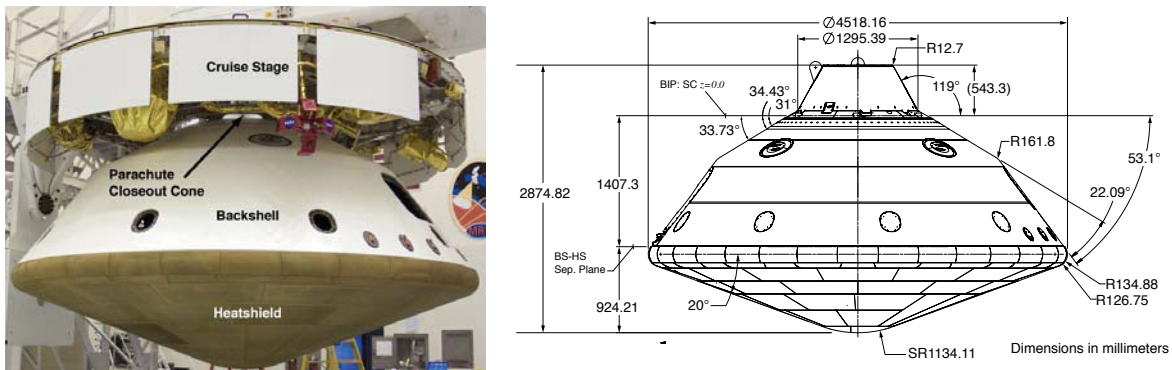 Cruise Stage
Parachute
Closeout Cone
Backshell
Heatshield
MR
Ø4518.16
Ø1295.39
R12.7
BIP: SC z=0.0
34.43°
31°
119°
(543.3)
33.73°
R161.8
53.1°
2874.82
1407.3
22.09°
BS-HS
Sep. Plane
924.21
20°
R134.88
R126.75
SR1134.11
Dimensions in millimeters